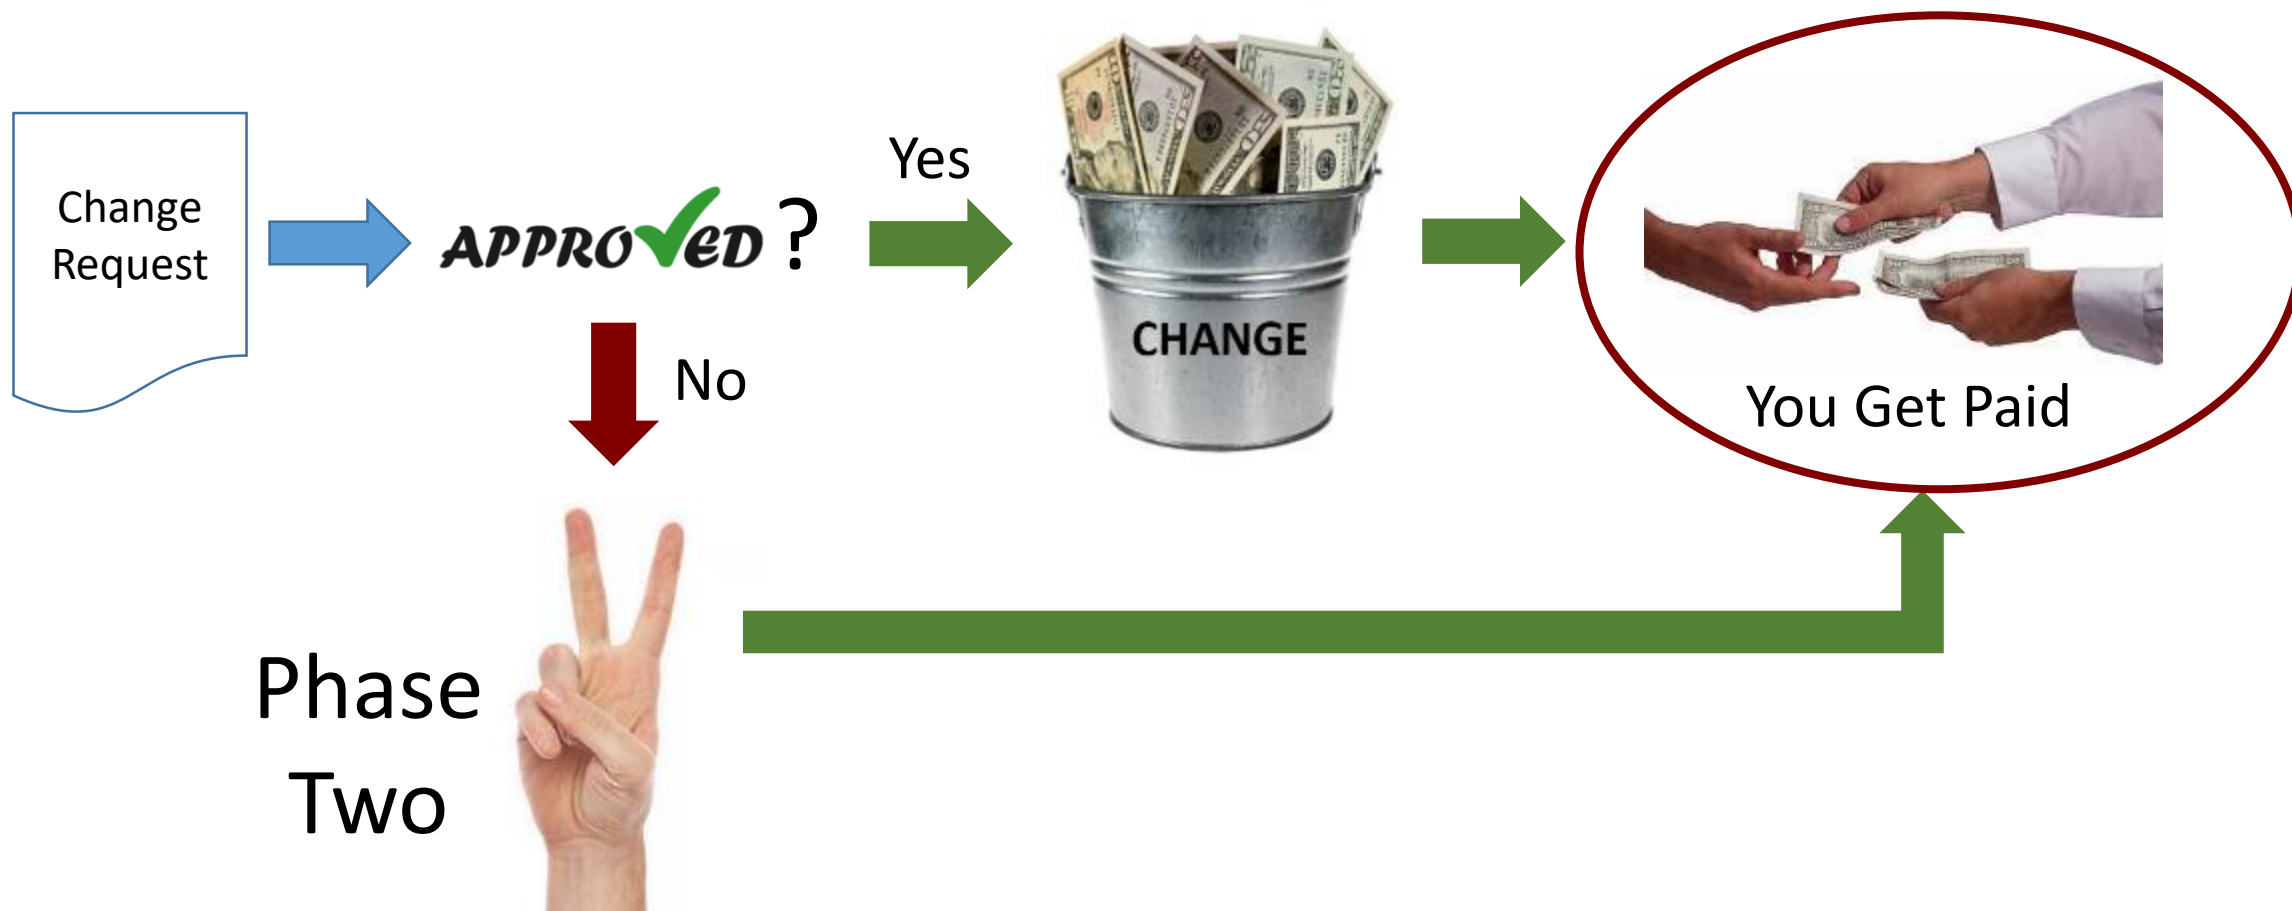 Change
Request
APPROVED ?
Yes
No
CHANGE
You Get Paid
Phase
Two